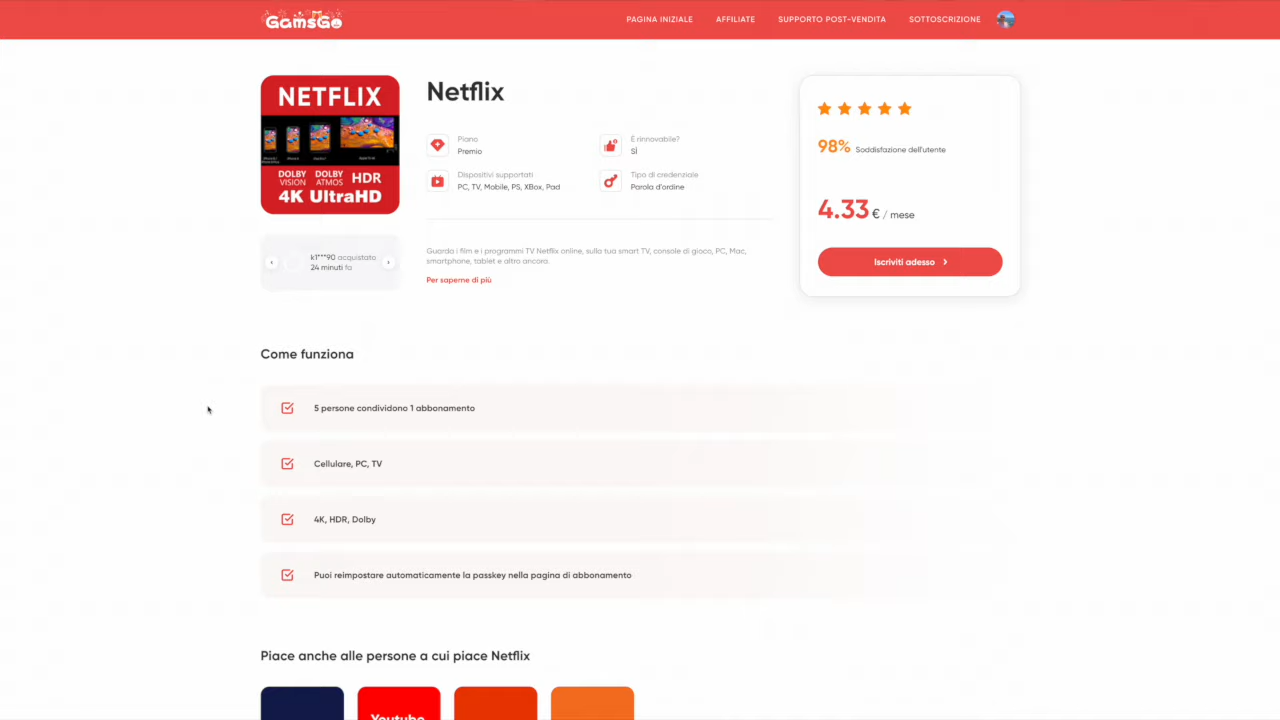 GamsGo
PAGINA INIZIALE
AFFILIATE
SUPPORTO POST-VENDITA
SOTTOSCRIZIONE
NETFLIX
DOLBY VISION
DOLBY ATMOS
HDR
4K UltraHD
Netflix
Piano
Premio
È rinnovabile?
SÌ
Dispositivi supportati
PC, TV, Mobile, PS, XBox, Pad
Tipo di credenziale
Parola d'ordine
98% Soddisfazione dell'utente
4.33 € / mese
Iscriviti adesso
k1***90 acquistato
24 minuti fa
Guarda i film e i programmi TV Netflix online, sulla tua smart TV, console di gioco, PC, Mac,
smartphone, tablet e altro ancora.
Per saperne di più
Come funziona
5 persone condividono 1 abbonamento
Cellulare, PC, TV
4K, HDR, Dolby
Puoi reimpostare automaticamente la passkey nella pagina di abbonamento
Piace anche alle persone a cui piace Netflix
Youtube